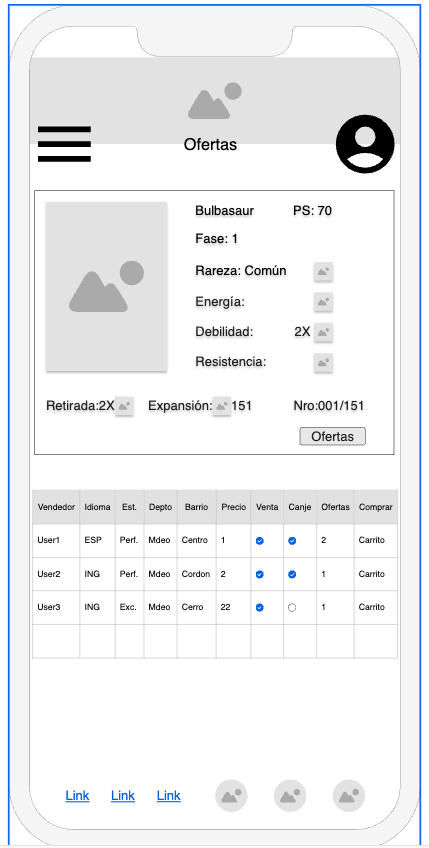 Ofertas
Bulbasaur PS: 70
Fase: 1
Rareza: Común
Energía:
Debilidad: 2X
Resistencia:
Retirada:2X Expansión: 151 Nro:001/151
Ofertas
Vendedor Idioma Est. Depto Barrio Precio Venta Canje Ofertas Comprar
User1 ESP Perf. Mdeo Centro 1 2 Carrito
User2 ING Perf. Mdeo Cordon 2 1 Carrito
User3 ING Exc. Mdeo Cerro 22 1 Carrito
Link Link Link